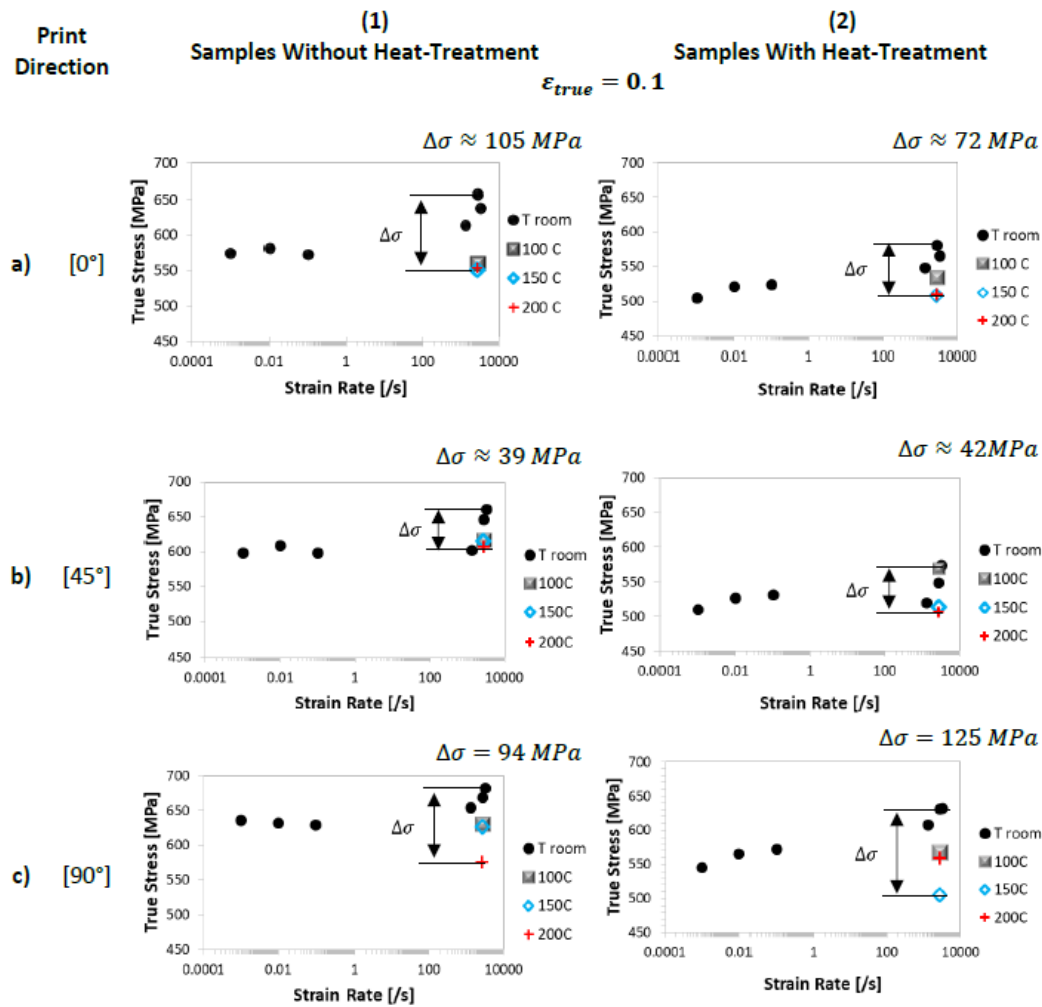 Print
Direction
(1)
Samples Without Heat-Treatment
(2)
Samples With Heat-Treatment
ε_true = 0.1
a) [0°]
Δσ ≈ 105 MPa
True Stress [MPa]
700
650
600
550
500
450
0.0001 0.01 1 100 10000
Strain Rate [/s]
Δσ
T room
100 C
150 C
200 C
Δσ ≈ 72 MPa
True Stress [MPa]
700
650
600
550
500
450
0.0001 0.01 1 100 10000
Strain Rate [/s]
Δσ
T room
100 C
150 C
200 C
b) [45°]
Δσ ≈ 39 MPa
True Stress [MPa]
700
650
600
550
500
450
0.0001 0.01 1 100 10000
Strain Rate [/s]
Δσ
T room
100C
150C
200C
Δσ ≈ 42MPa
True Stress [MPa]
700
650
600
550
500
450
0.0001 0.01 1 100 10000
Strain Rate [/s]
Δσ
T room
100C
150C
200C
c) [90°]
Δσ = 94 MPa
True Stress [MPa]
700
650
600
550
500
450
0.0001 0.01 1 100 10000
Strain Rate [/s]
Δσ
T room
100C
150C
200C
Δσ = 125 MPa
True Stress [MPa]
700
650
600
550
500
450
0.0001 0.01 1 100 10000
Strain Rate [/s]
Δσ
T room
100C
150C
200C